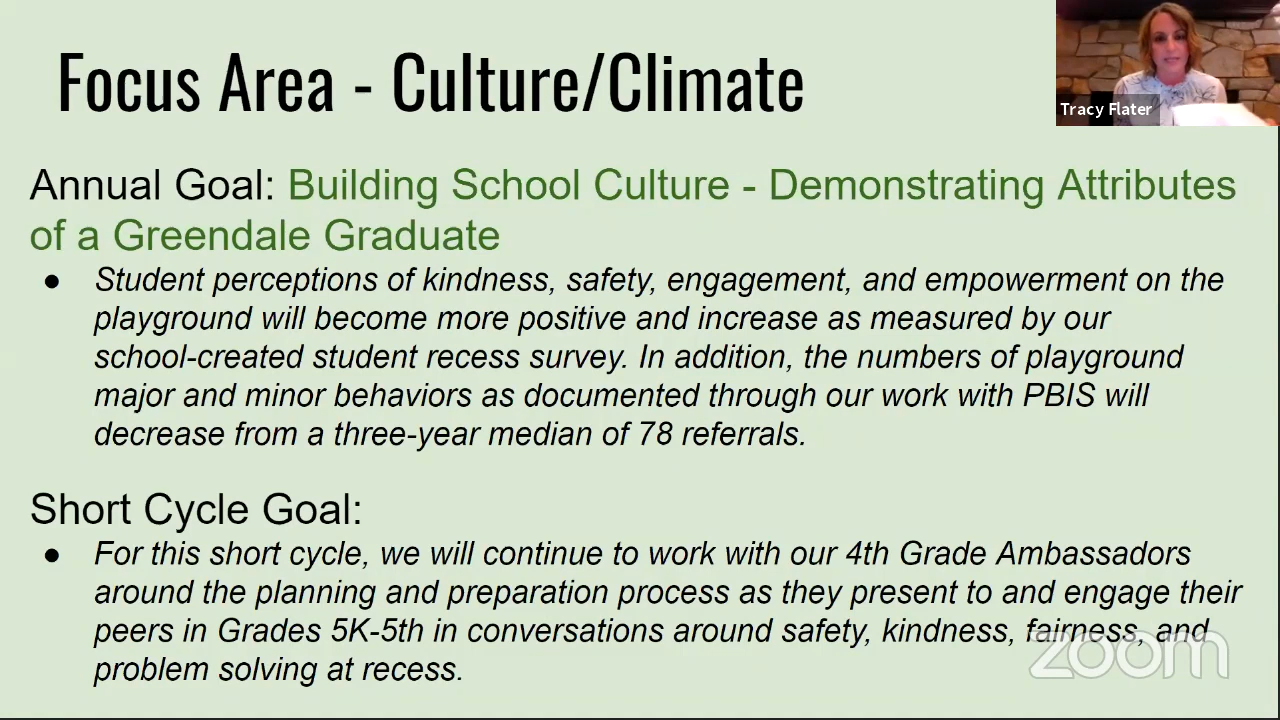 Focus Area - Culture/Climate
Tracy Flater
Annual Goal: Building School Culture - Demonstrating Attributes
of a Greendale Graduate
● Student perceptions of kindness, safety, engagement, and empowerment on the
playground will become more positive and increase as measured by our
school-created student recess survey. In addition, the numbers of playground
major and minor behaviors as documented through our work with PBIS will
decrease from a three-year median of 78 referrals.
Short Cycle Goal:
● For this short cycle, we will continue to work with our 4th Grade Ambassadors
around the planning and preparation process as they present to and engage their
peers in Grades 5K-5th in conversations around safety, kindness, fairness, and
problem solving at recess.
zoom